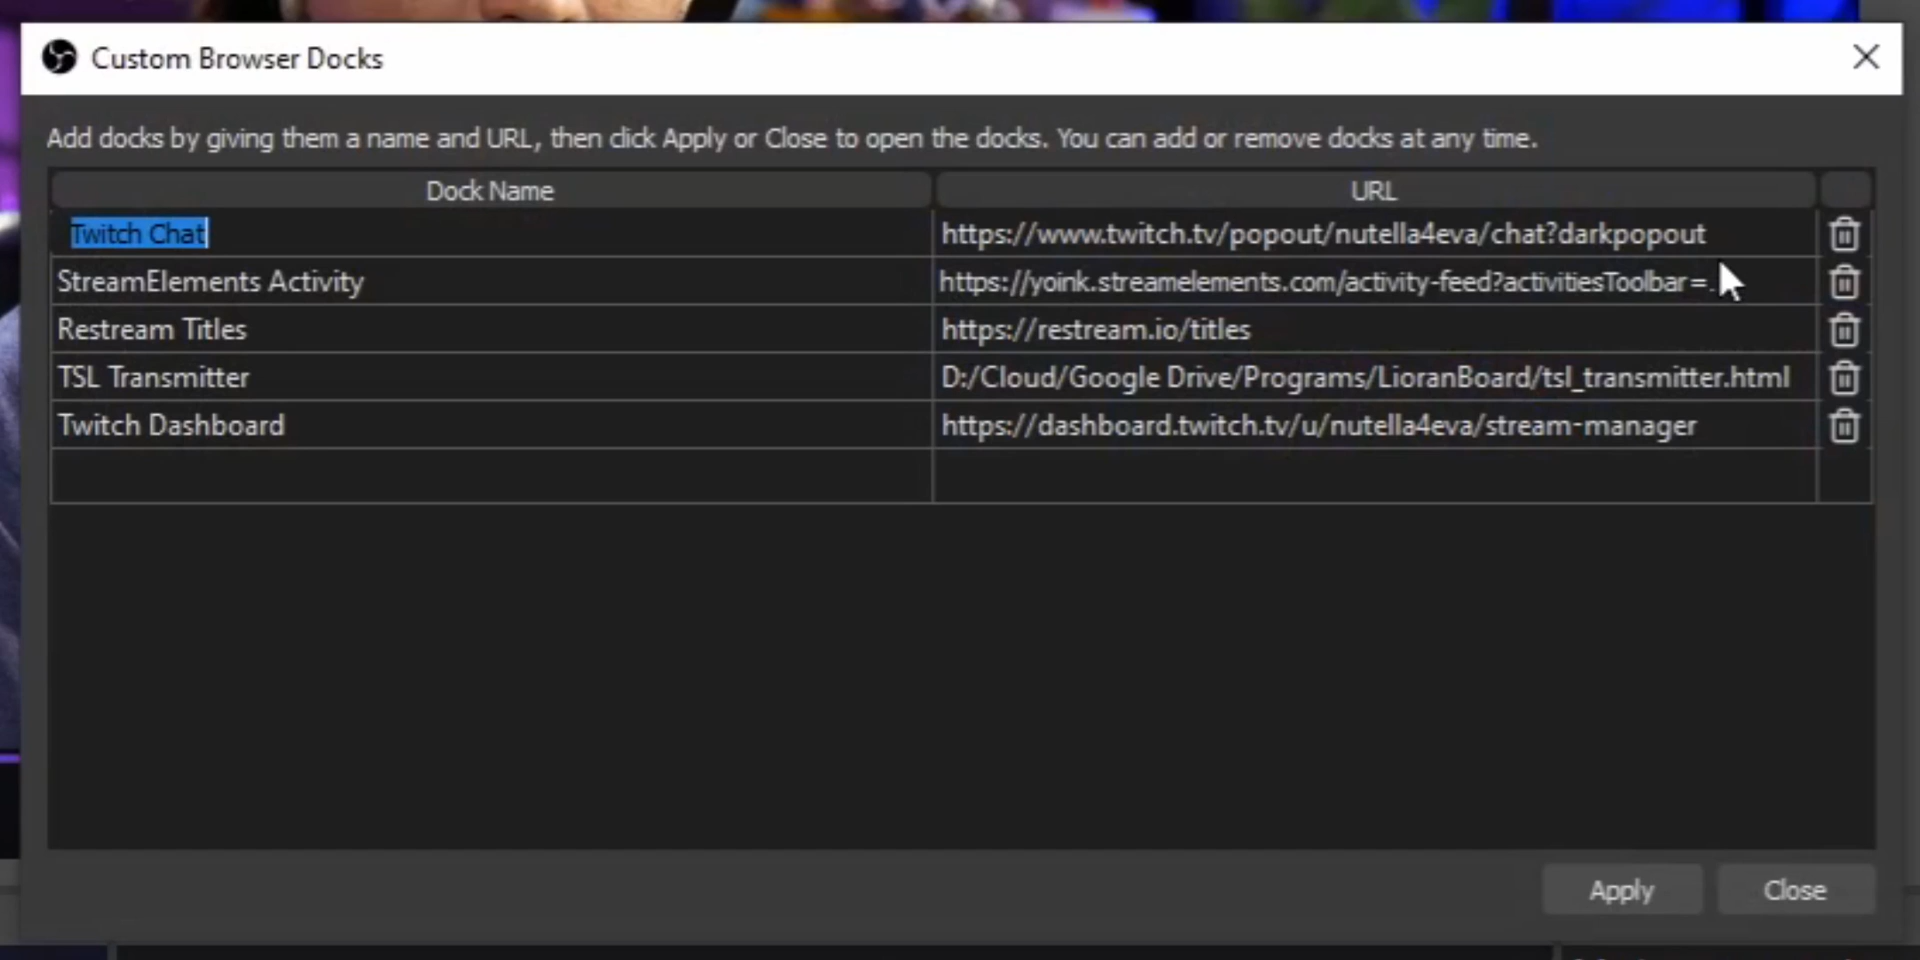 Custom Browser Docks
Add docks by giving them a name and URL, then click Apply or Close to open the docks. You can add or remove docks at any time.
Dock Name URL
Twitch Chat https://www.twitch.tv/popout/nutella4eva/chat?darkpopout
StreamElements Activity https://yoink.streamelements.com/activity-feed?activitiesToolbar=.
Restream Titles https://restream.io/titles
TSL Transmitter D:/Cloud/Google Drive/Programs/LioranBoard/tsl_transmitter.html
Twitch Dashboard https://dashboard.twitch.tv/u/nutella4eva/stream-manager
Apply Close